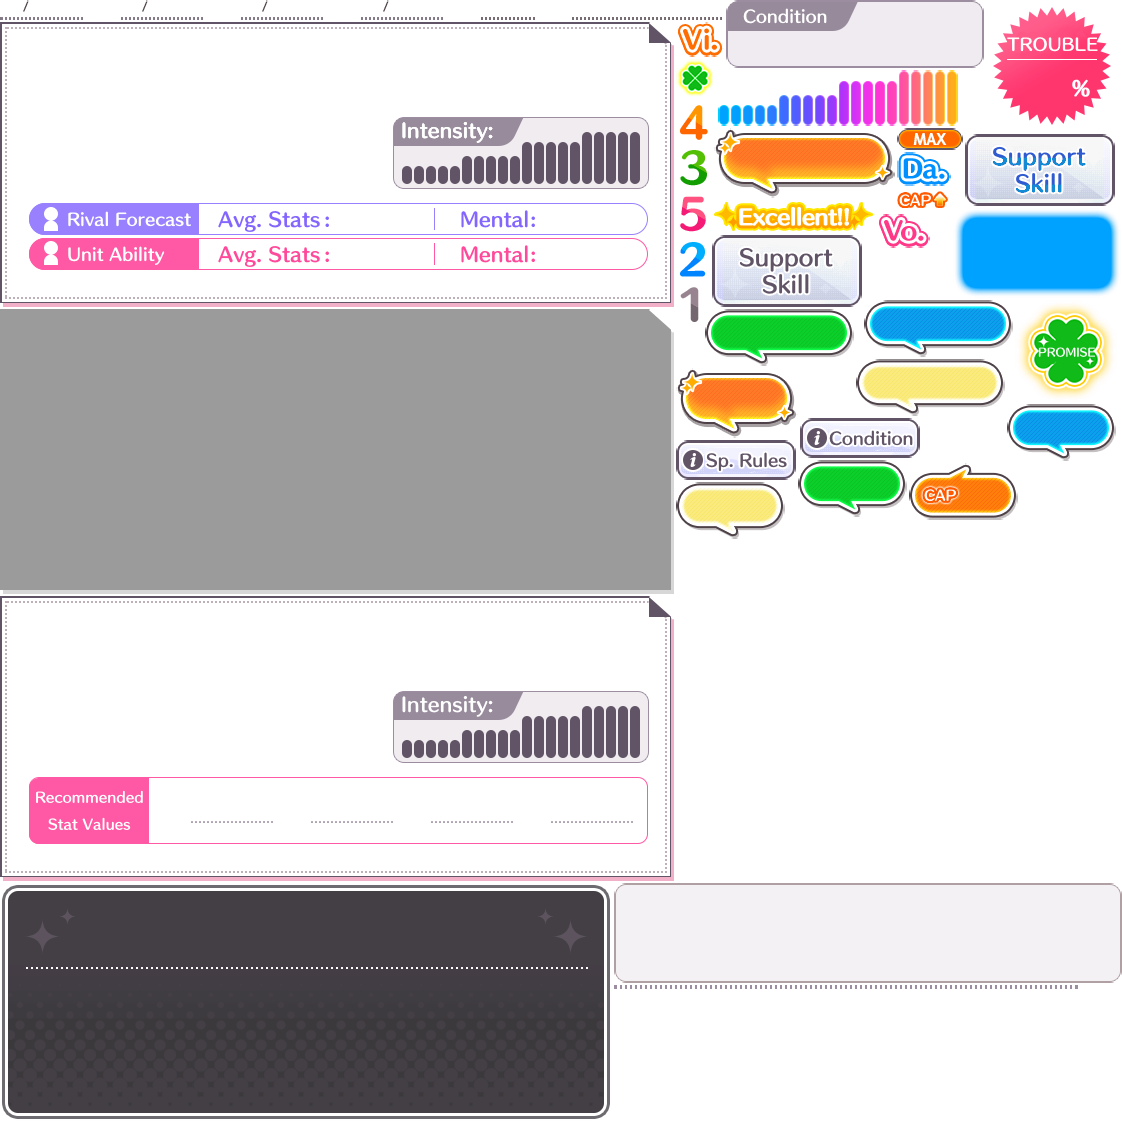 Condition
TROUBLE
%
Vi.
4
3
5
2
1
MAX
Da.
CAP
Vo.
Support
Skill
Excellent!!
Support
Skill
PROMISE
Condition
Sp. Rules
CAP
Intensity:
Rival Forecast Avg. Stats : Mental:
Unit Ability Avg. Stats : Mental:
Intensity:
Recommended
Stat Values